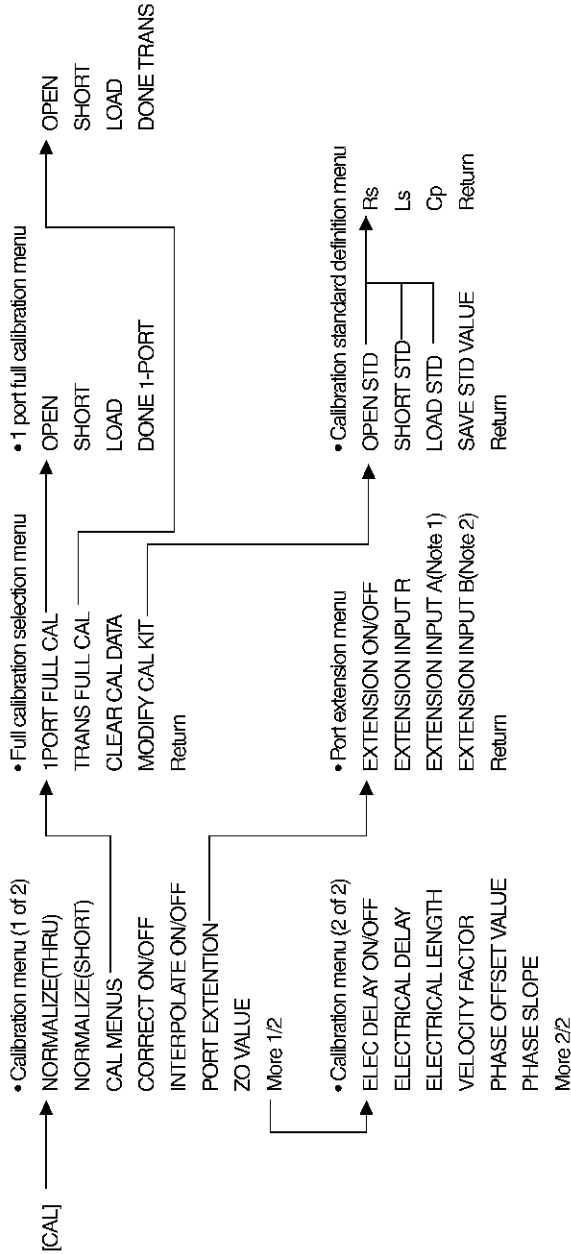 [CAL]
• Calibration menu (1 of 2)
NORMALIZE(THRU)
NORMALIZE(SHORT)
CAL MENUS
CORRECT ON/OFF
INTERPOLATE ON/OFF
PORT EXTENTION
ZO VALUE
More 1/2
• Calibration menu (2 of 2)
ELEC DELAY ON/OFF
ELECTRICAL DELAY
ELECTRICAL LENGTH
VELOCITY FACTOR
PHASE OFFSET VALUE
PHASE SLOPE
More 2/2
• Full calibration selection menu
1PORT FULL CAL
TRANS FULL CAL
CLEAR CAL DATA
MODIFY CAL KIT
Return
• Port extension menu
EXTENSION ON/OFF
EXTENSION INPUT R
EXTENSION INPUT A(Note 1)
EXTENSION INPUT B(Note 2)
Return
• 1 port full calibration menu
OPEN
SHORT
LOAD
DONE 1-PORT
OPEN
SHORT
LOAD
DONE TRANS
• Calibration standard definition menu
OPEN STD
SHORT STD
LOAD STD
SAVE STD VALUE
Return
Rs
Ls
Cp
Return